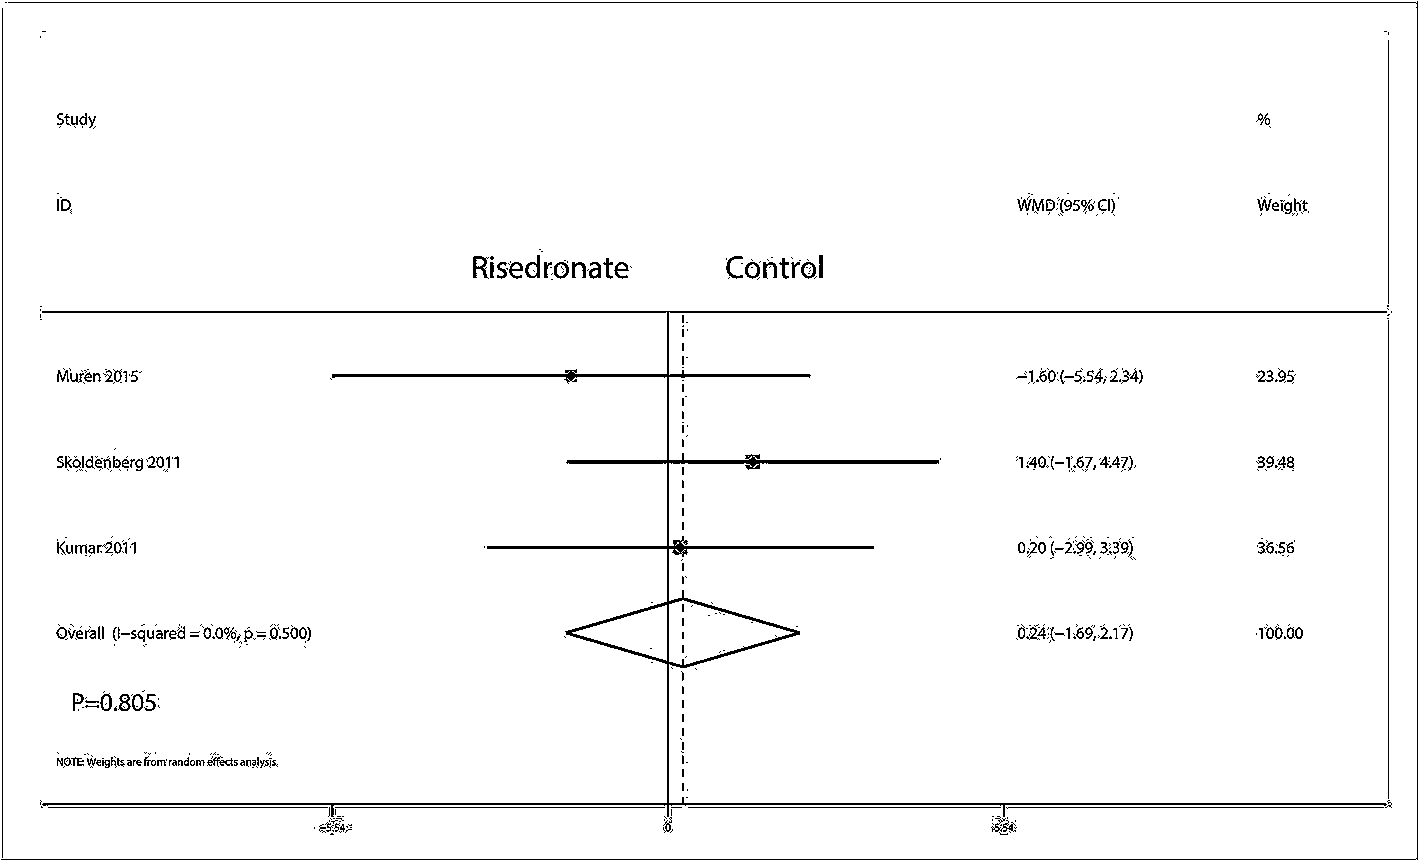 Study %
ID WMD (95% CI) Weight
Risedronate Control
Muren 2015 −1.60 (−5.54, 2.34) 23.95
Skoldenberg 2011 1.40 (−1.67, 4.47) 39.48
Kumar 2011 0.20 (−2.99, 3.39) 36.56
Overall (I−squared = 0.0%, p = 0.500) 0.24 (−1.69, 2.17) 100.00
P=0.805
NOTE: Weights are from random effects analysis.
−5.54 0 5.54